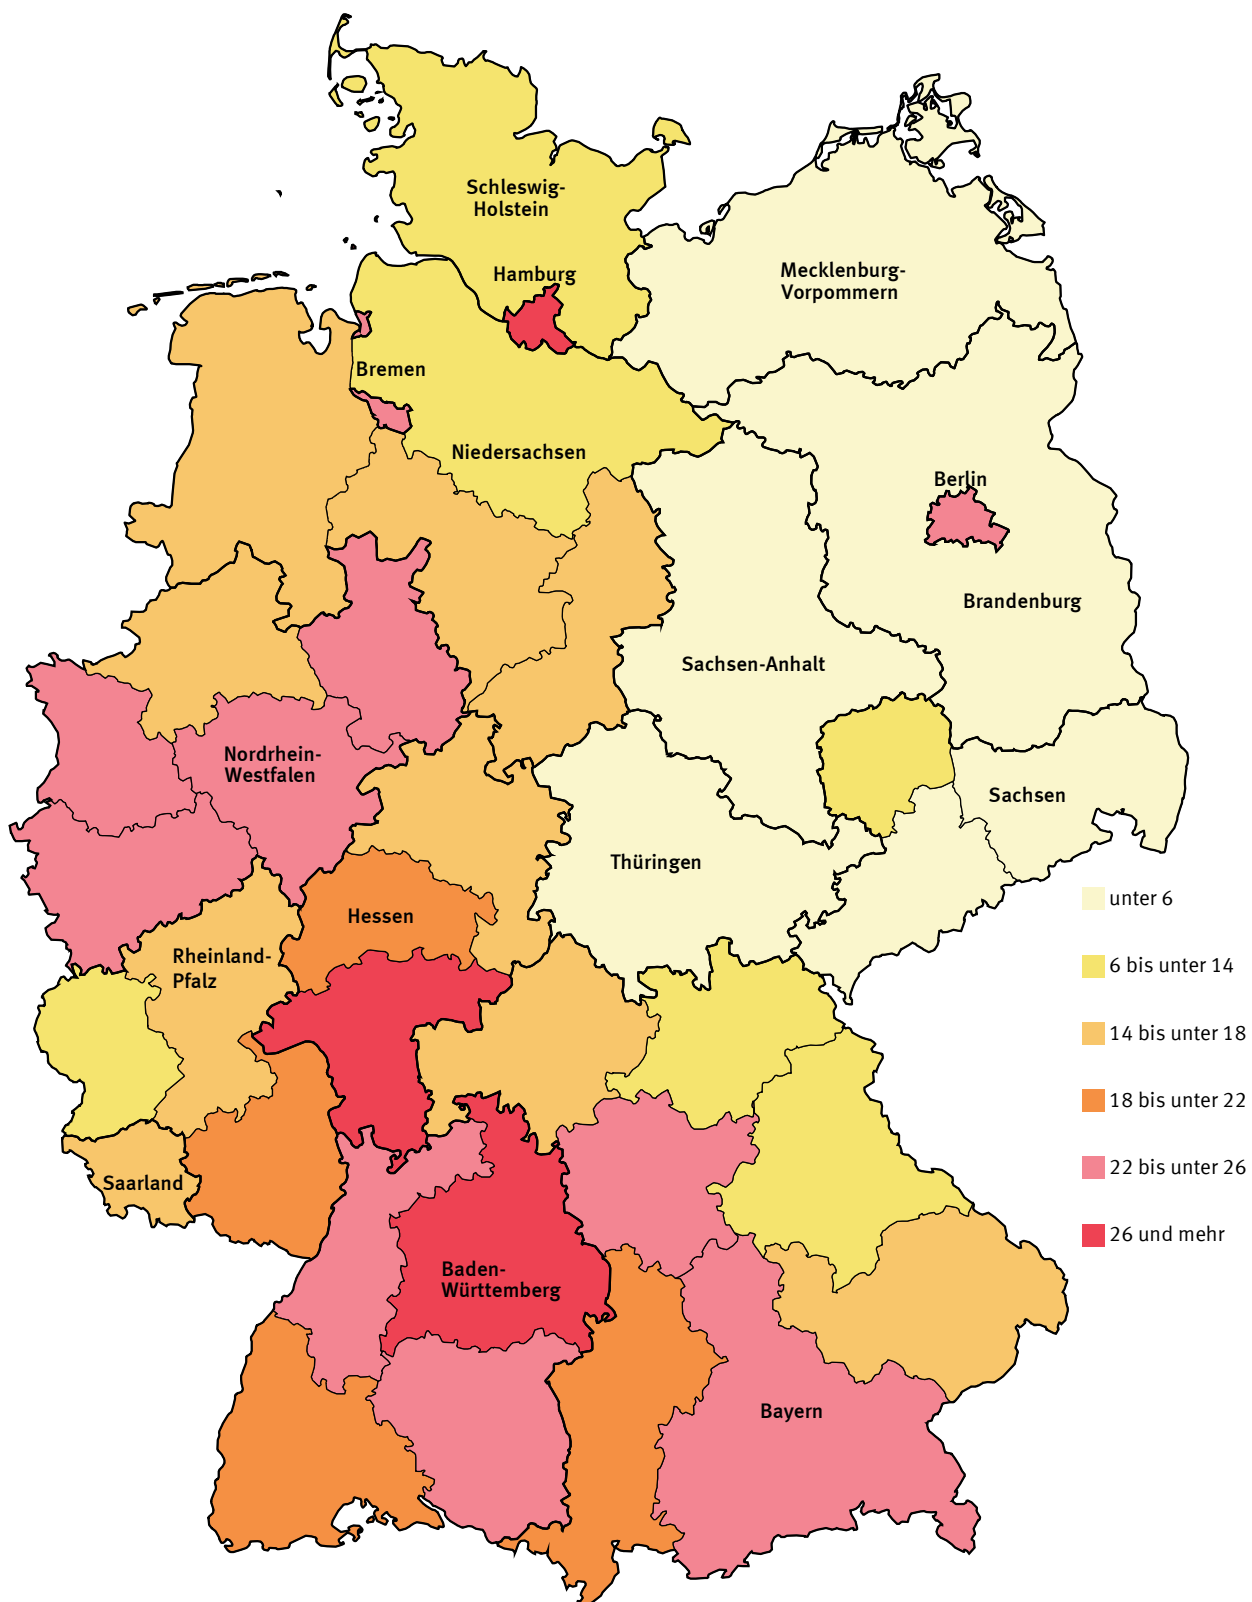 Schleswig-
Holstein
Hamburg
Mecklenburg-
Vorpommern
Bremen
Niedersachsen
Berlin
Brandenburg
Sachsen-Anhalt
Nordrhein-
Westfalen
Sachsen
Thüringen
Hessen
Rheinland-
Pfalz
Saarland
Baden-
Württemberg
Bayern
unter 6
6 bis unter 14
14 bis unter 18
18 bis unter 22
22 bis unter 26
26 und mehr